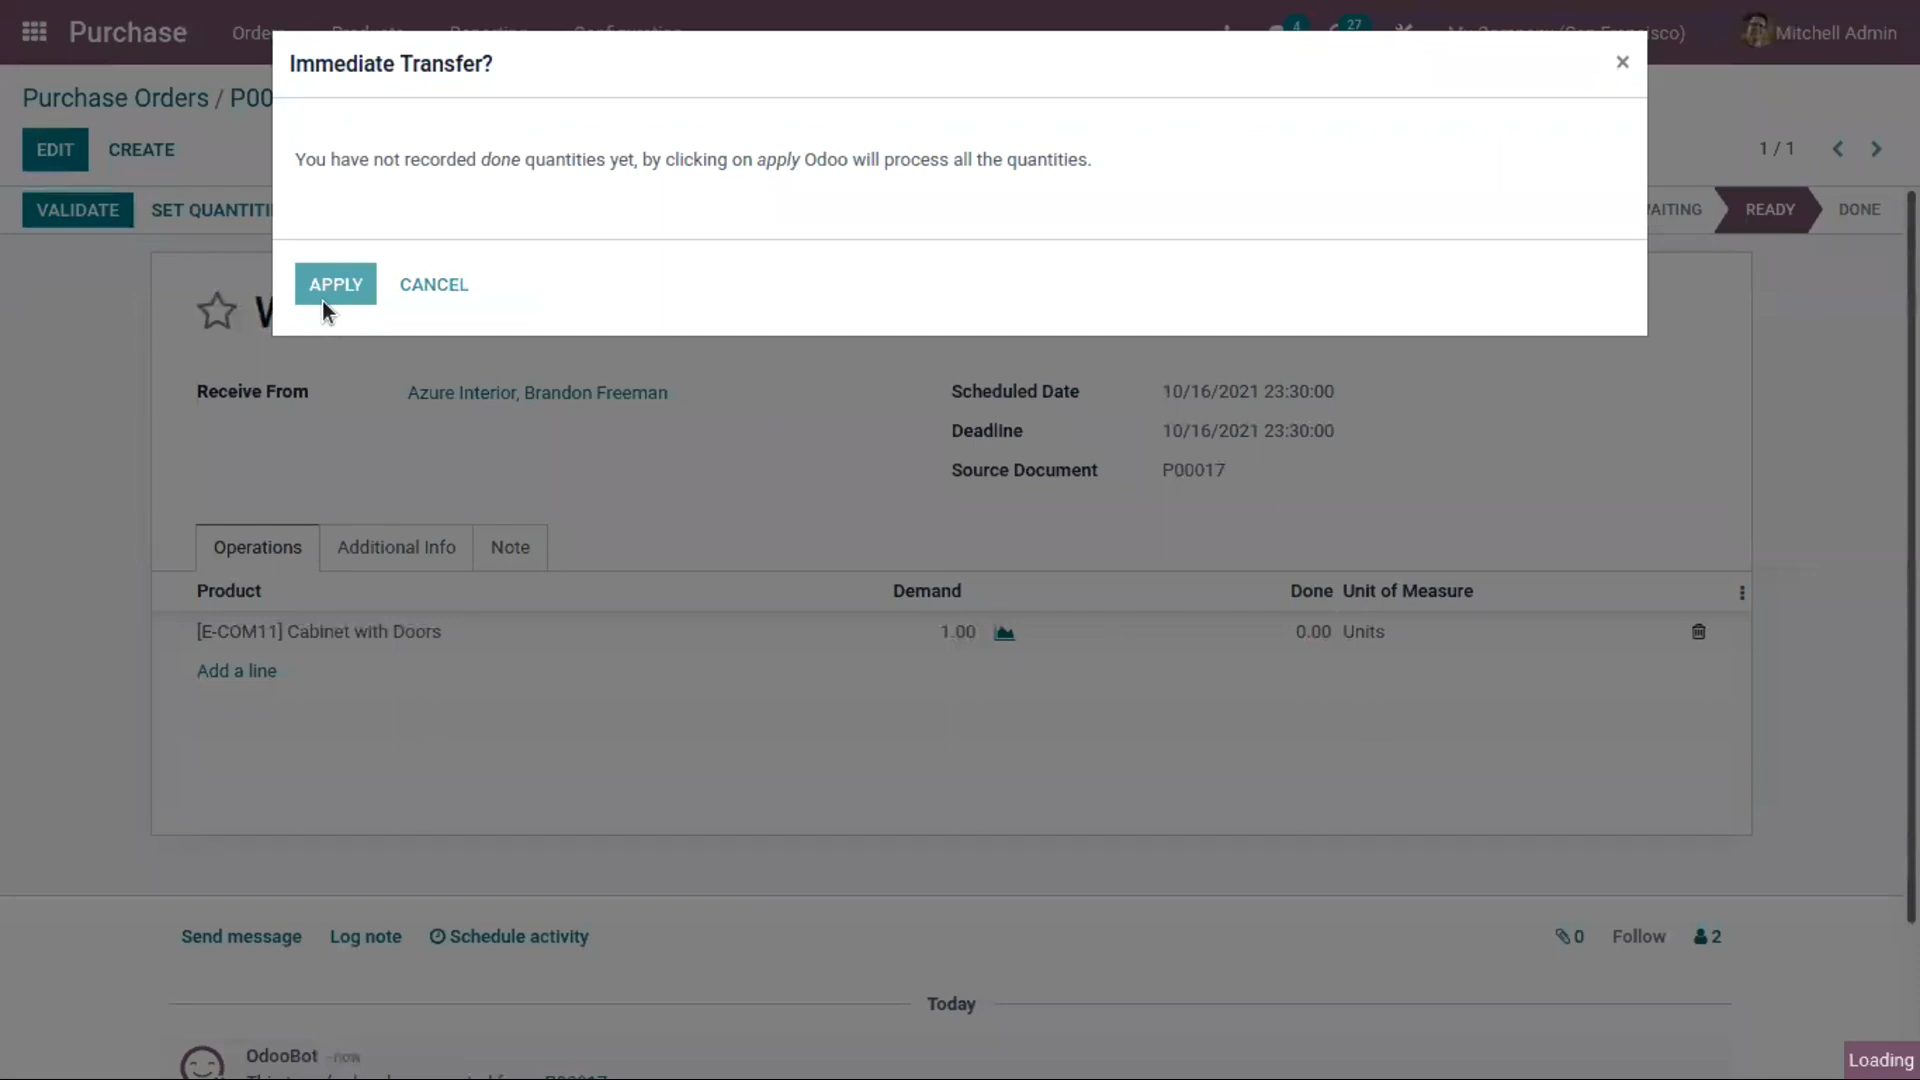 Purchase
4
27
Mitchell Admin
Immediate Transfer?
×
Purchase Orders / P00
EDIT CREATE
1 / 1
You have not recorded done quantities yet, by clicking on apply Odoo will process all the quantities.
VALIDATE
READY DONE
APPLY CANCEL
Receive From Azure Interior, Brandon Freeman
Scheduled Date 10/16/2021 23:30:00
Deadline 10/16/2021 23:30:00
Source Document P00017
Operations Additional Info Note
Product Demand Done Unit of Measure
[E-COM11] Cabinet with Doors 1.00 0.00 Units
Add a line
Send message Log note Schedule activity
0 Follow 2
Today
OdooBot - now
Loading